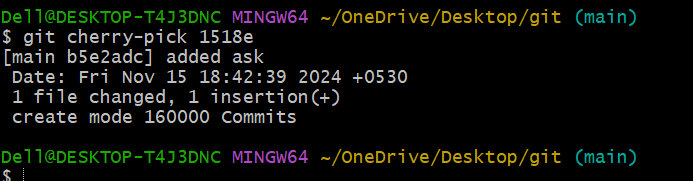 Dell@DESKTOP-T4J3DNC MINGW64 ~/OneDrive/Desktop/git (main)
$ git cherry-pick 1518e
[main b5e2adc] added ask
 Date: Fri Nov 15 18:42:39 2024 +0530
 1 file changed, 1 insertion(+)
 create mode 160000 Commits
Dell@DESKTOP-T4J3DNC MINGW64 ~/OneDrive/Desktop/git (main)
$